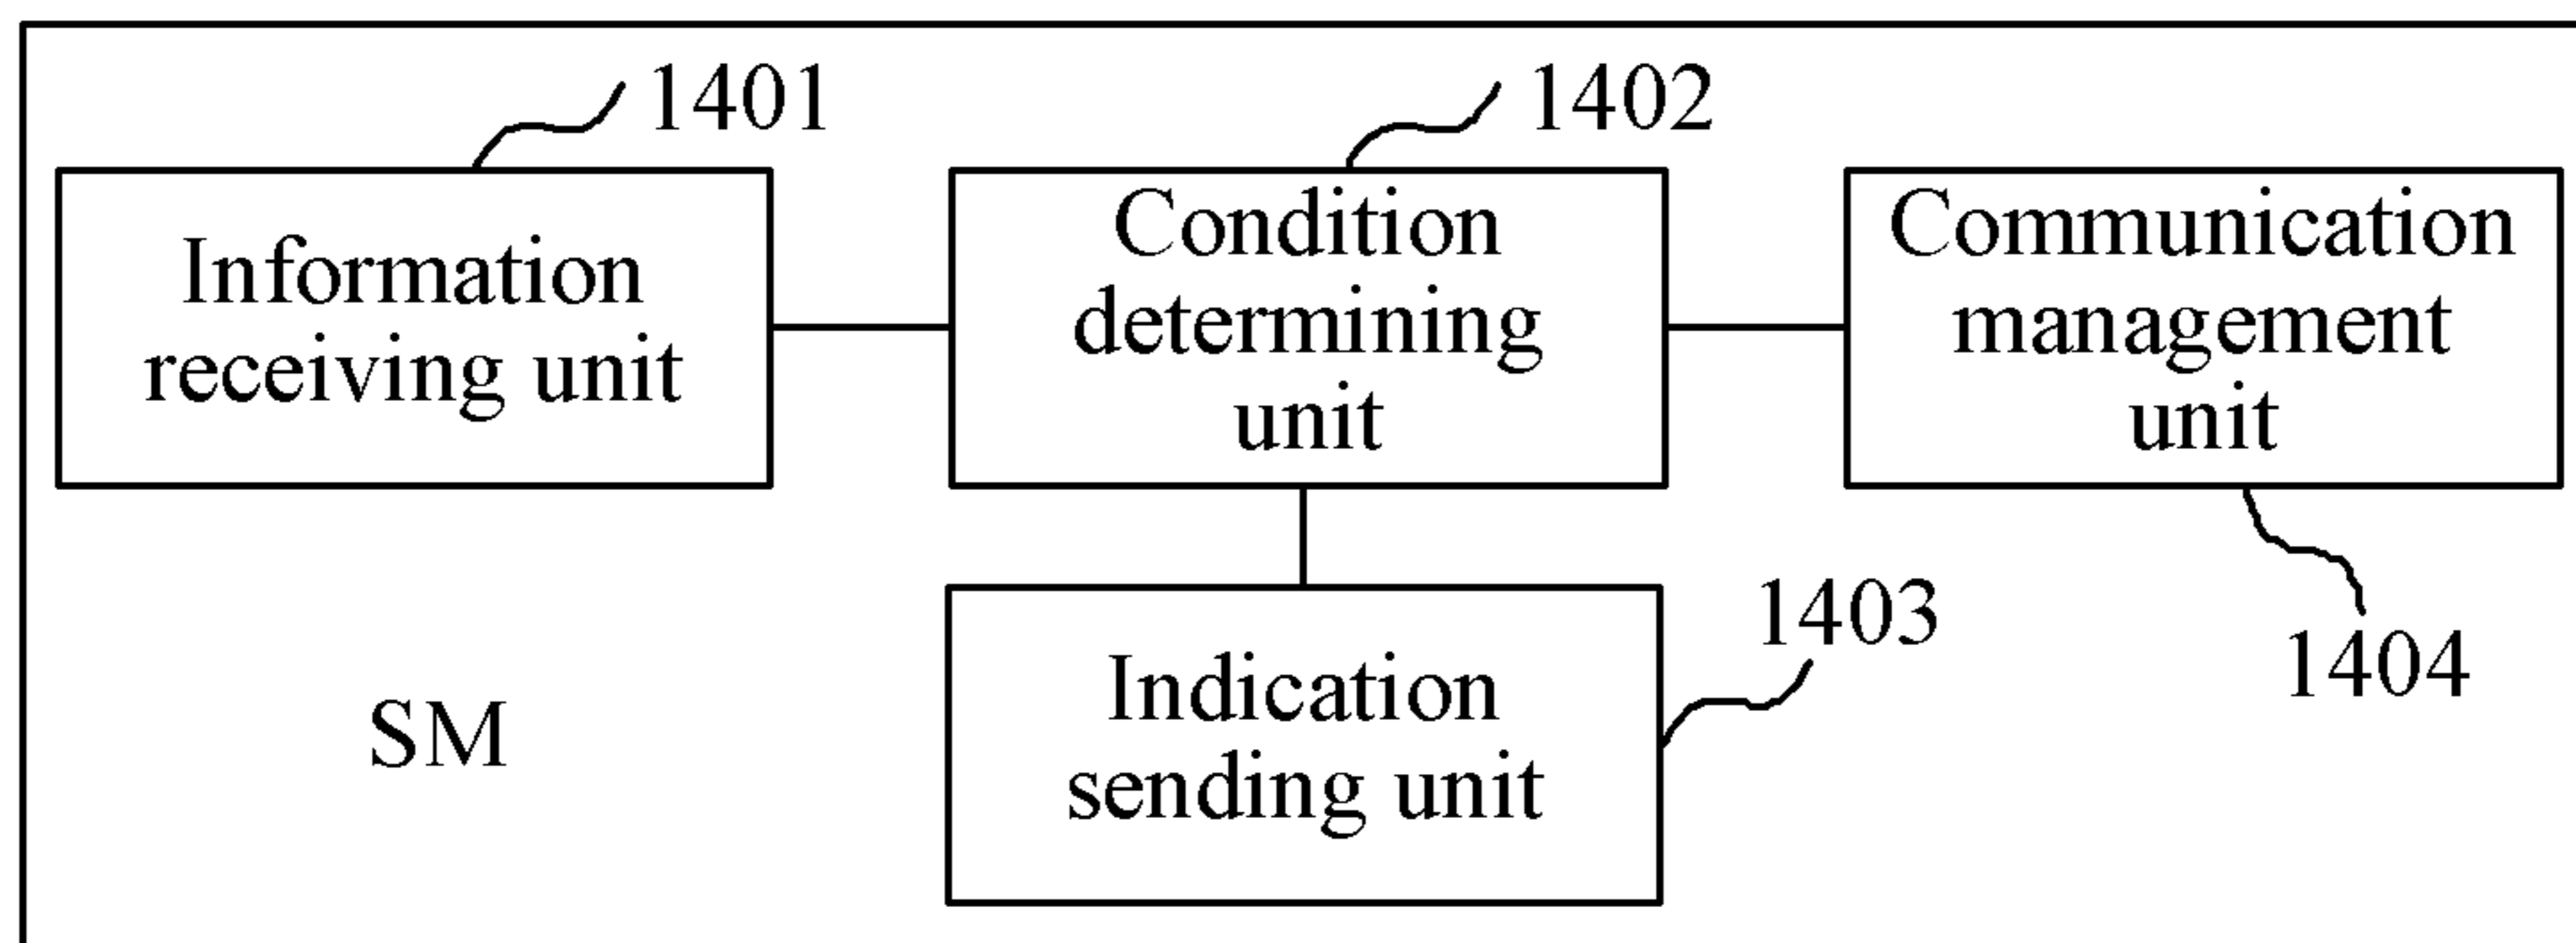 1401
1402
Information
receiving unit
Condition
determining
unit
Communication
management
unit
1403
1404
Indication
sending unit
SM